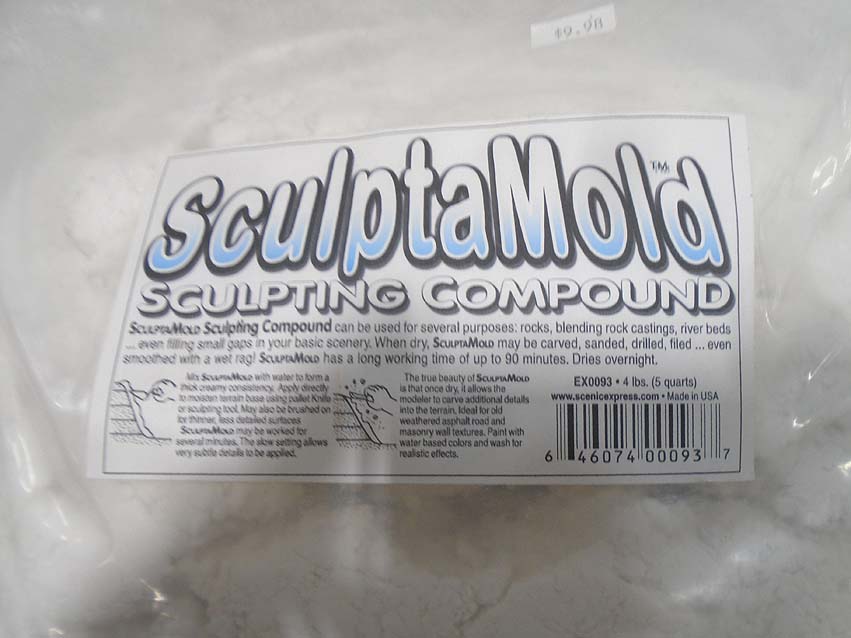 $9.98
SculptaMold™
SCULPTING COMPOUND
SCULPTAMOLD Sculpting Compound can be used for several purposes: rocks, blending rock castings, river beds
... even filling small gaps in your basic scenery. When dry, SCULPTAMOLD may be carved, sanded, drilled, filed ... even
smoothed with a wet rag! SCULPTAMOLD has a long working time of up to 90 minutes. Dries overnight.
Mix SCULPTAMOLD with water to form a
thick creamy consistency. Apply directly
to moisten terrain base using pallet Knife
or sculpting tool. May also be brushed on
for thinner, less detailed surfaces
SCULPTAMOLD may be worked for
several minutes. The slow setting allows
very subtle details to be applied.
The true beauty of SCULPTAMOLD
is that once dry, it allows the
modeler to carve additional details
into the terrain. Ideal for old
weathered asphalt road and
masonry wall textures. Paint with
water based colors and wash for
realistic effects.
EX0093 • 4 lbs. (5 quarts)
www.scenicexpress.com • Made in USA
6 46074 00093 7